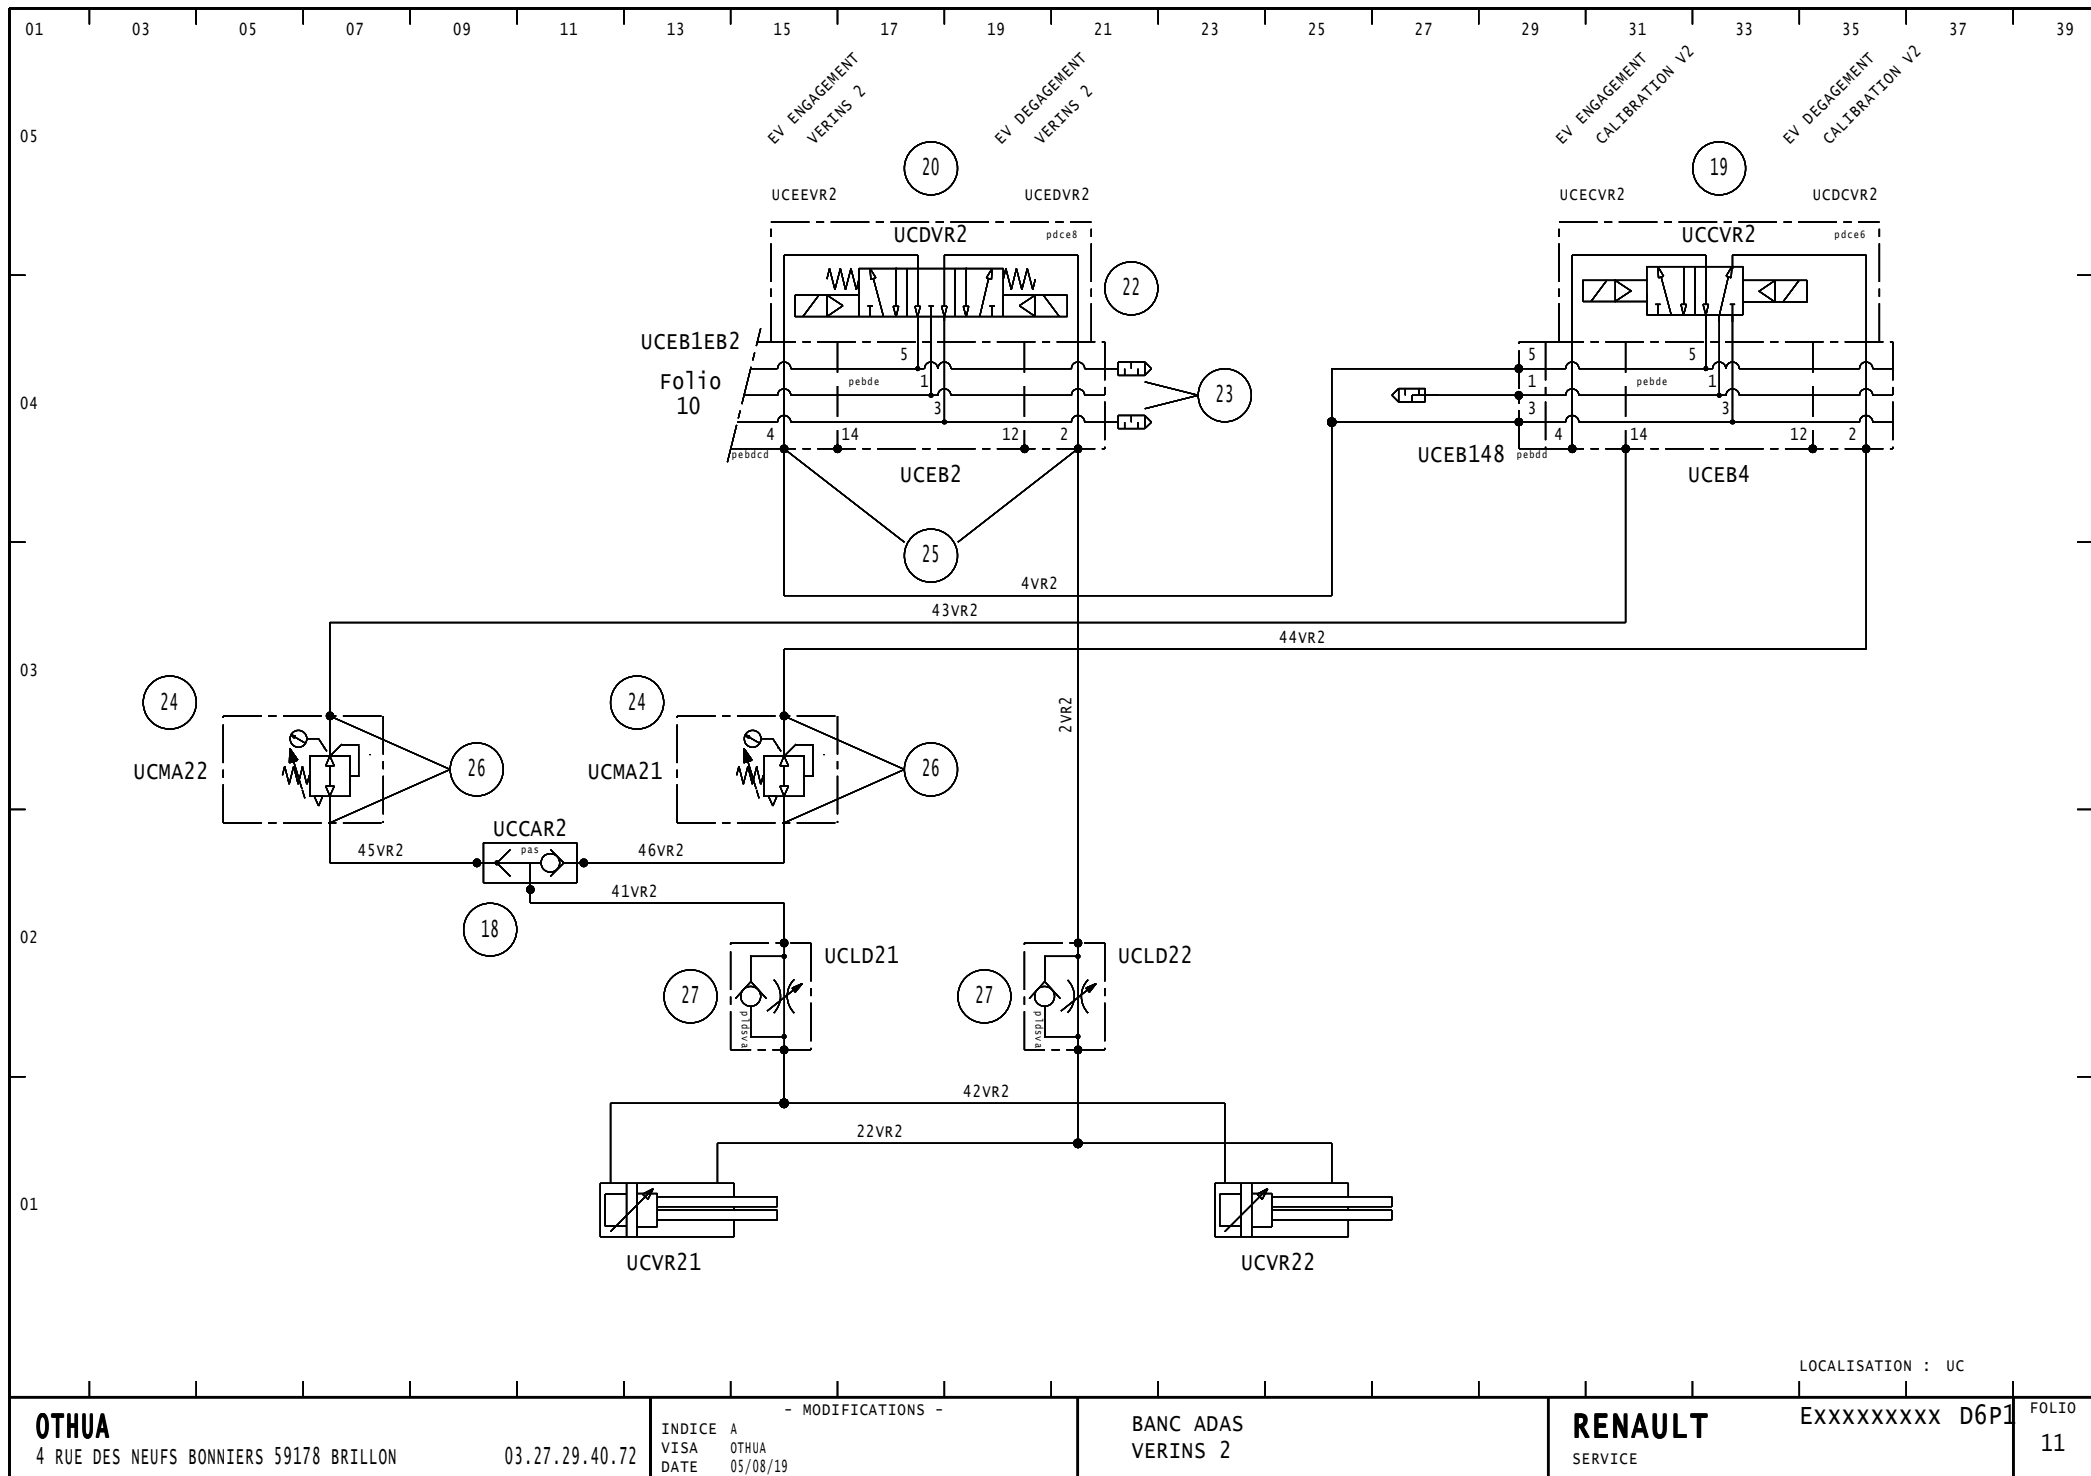 01 03 05 07 09 11 13 15 17 19 21 23 25 27 29 31 33 35 37 39
EV ENGAGEMENT
VERINS 2
EV DEGAGEMENT
VERINS 2
EV ENGAGEMENT
CALIBRATION V2
EV DEGAGEMENT
CALIBRATION V2
05
20
19
UCEEVR2
UCEDVR2
UCECVR2
UCDCVR2
UCDVR2
pdce8
UCCVR2
pdce6
22
UCEB1EB2
Folio
10
5
pebde
1
3
4
14
12
2
pebdcd
UCEB2
23
04
5
1
3
5
pebde
1
3
4
14
12
2
UCEB148
pebdd
UCEB4
25
4VR2
43VR2
44VR2
03
24
24
2VR2
UCMA22
26
UCMA21
26
UCCAR2
pas
45VR2
46VR2
41VR2
18
02
UCLD21
UCLD22
27
pldsva
27
pldsva
42VR2
22VR2
01
UCVR21
UCVR22
LOCALISATION : UC
OTHUA
4 RUE DES NEUFS BONNIERS 59178 BRILLON
03.27.29.40.72
- MODIFICATIONS -
INDICE A
VISA OTHUA
DATE 05/08/19
BANC ADAS
VERINS 2
RENAULT
SERVICE
EXxxxxxxxx D6P1
FOLIO
11